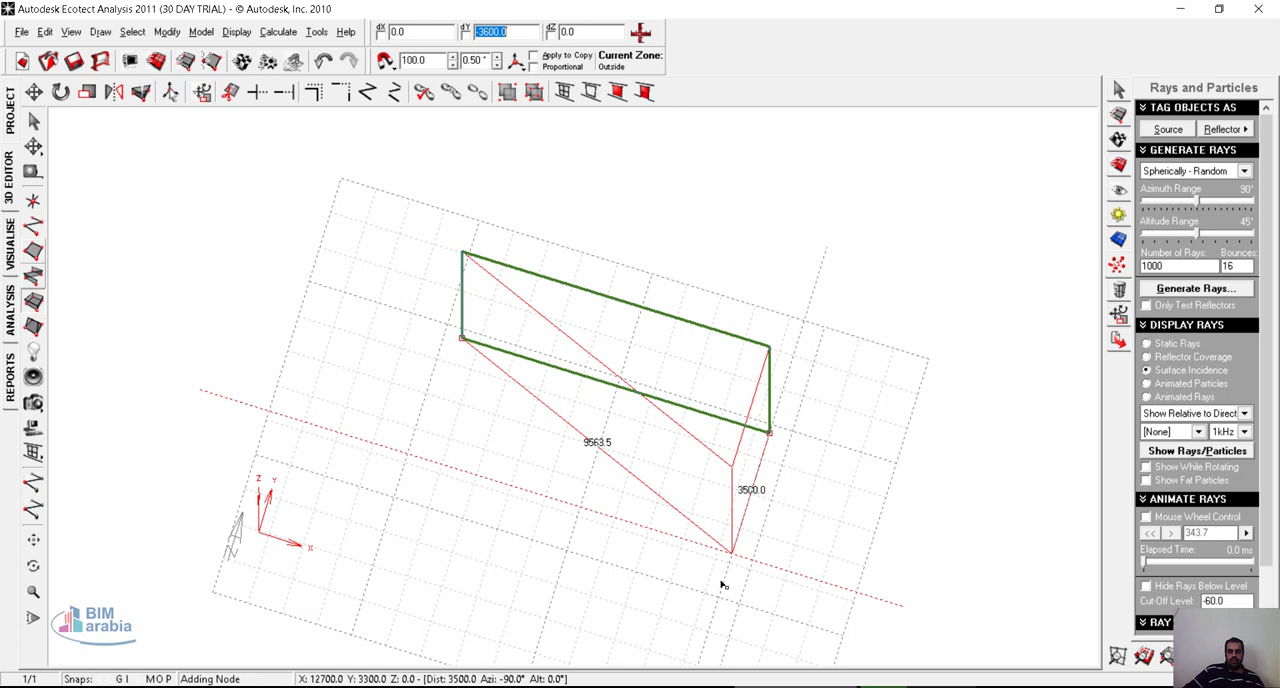 Autodesk Ecotect Analysis 2011 (30 DAY TRIAL) - © Autodesk, Inc. 2010
File Edit View Draw Select Modify Model Display Calculate Tools Help
dX 0.0 dY -3600.0 dZ 0.0
100.0 0.50 ° Apply to Copy Proportional Current Zone: Outside
PROJECT
3D EDITOR
VISUALISE
ANALYSIS
REPORTS
9563.5
3500.0
Z Y X
N
BIM
arabia
Rays and Particles
TAG OBJECTS AS
Source Reflector
GENERATE RAYS
Spherically - Random
Azimuth Range 90°
Altitude Range 45°
Number of Rays: Bounces:
1000 16
Generate Rays...
Only Test Reflectors
DISPLAY RAYS
Static Rays
Reflector Coverage
Surface Incidence
Animated Particles
Animated Rays
Show Relative to Direct
[None] 1kHz
Show Rays/Particles
Show While Rotating
Show Fat Particles
ANIMATE RAYS
Mouse Wheel Control
<< > 343.7
Elapsed Time: 0.0 ms
Hide Rays Below Level
Cut-Off Level: -60.0
RAY
1/1 Snaps: G I M O P Adding Node X: 12700.0 Y: 3300.0 Z: 0.0 - [Dist: 3500.0 Azi: -90.0° Alt: 0.0°]